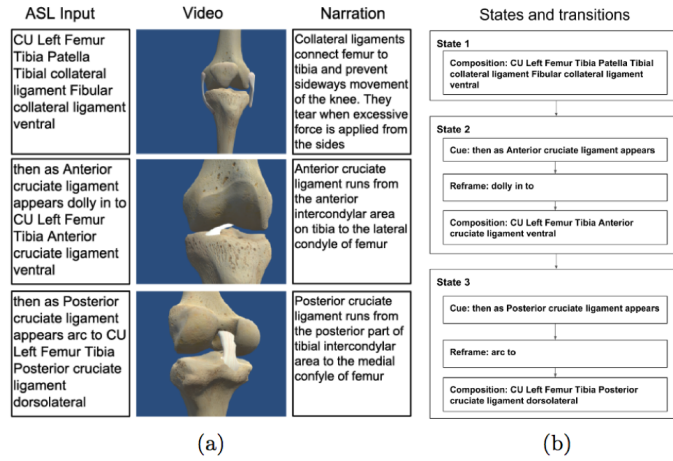 ASL Input
Video
Narration
States and transitions
CU Left Femur
Tibia Patella
Tibial collateral
ligament Fibular
collateral ligament
ventral
Collateral ligaments
connect femur to
tibia and prevent
sideways movement
of the knee. They
tear when excessive
force is applied from
the sides
then as Anterior
cruciate ligament
appears dolly in to
CU Left Femur
Tibia Anterior
cruciate ligament
ventral
Anterior cruciate
ligament runs from
the anterior
intercondylar area
on tibia to the lateral
condyle of femur
then as Posterior
cruciate ligament
appears arc to CU
Left Femur Tibia
Posterior cruciate
ligament
dorsolateral
Posterior cruciate
ligament runs from
the posterior part of
tibial intercondylar
area to the medial
confyle of femur
(a)
State 1
Composition: CU Left Femur Tibia Patella Tibial
collateral ligament Fibular collateral ligament
ventral
State 2
Cue: then as Anterior cruciate ligament appears
Reframe: dolly in to
Composition: CU Left Femur Tibia Anterior
cruciate ligament ventral
State 3
Cue: then as Posterior cruciate ligament appears
Reframe: arc to
Composition: CU Left Femur Tibia Posterior
cruciate ligament dorsolateral
(b)